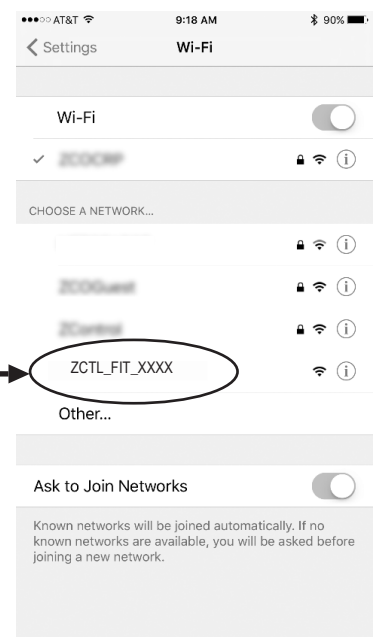 AT&T 9:18 AM 90%
Settings Wi-Fi
Wi-Fi
CHOOSE A NETWORK...
ZCTL_FIT_XXXX
Other...
Ask to Join Networks
Known networks will be joined automatically. If no
known networks are available, you will be asked before
joining a new network.